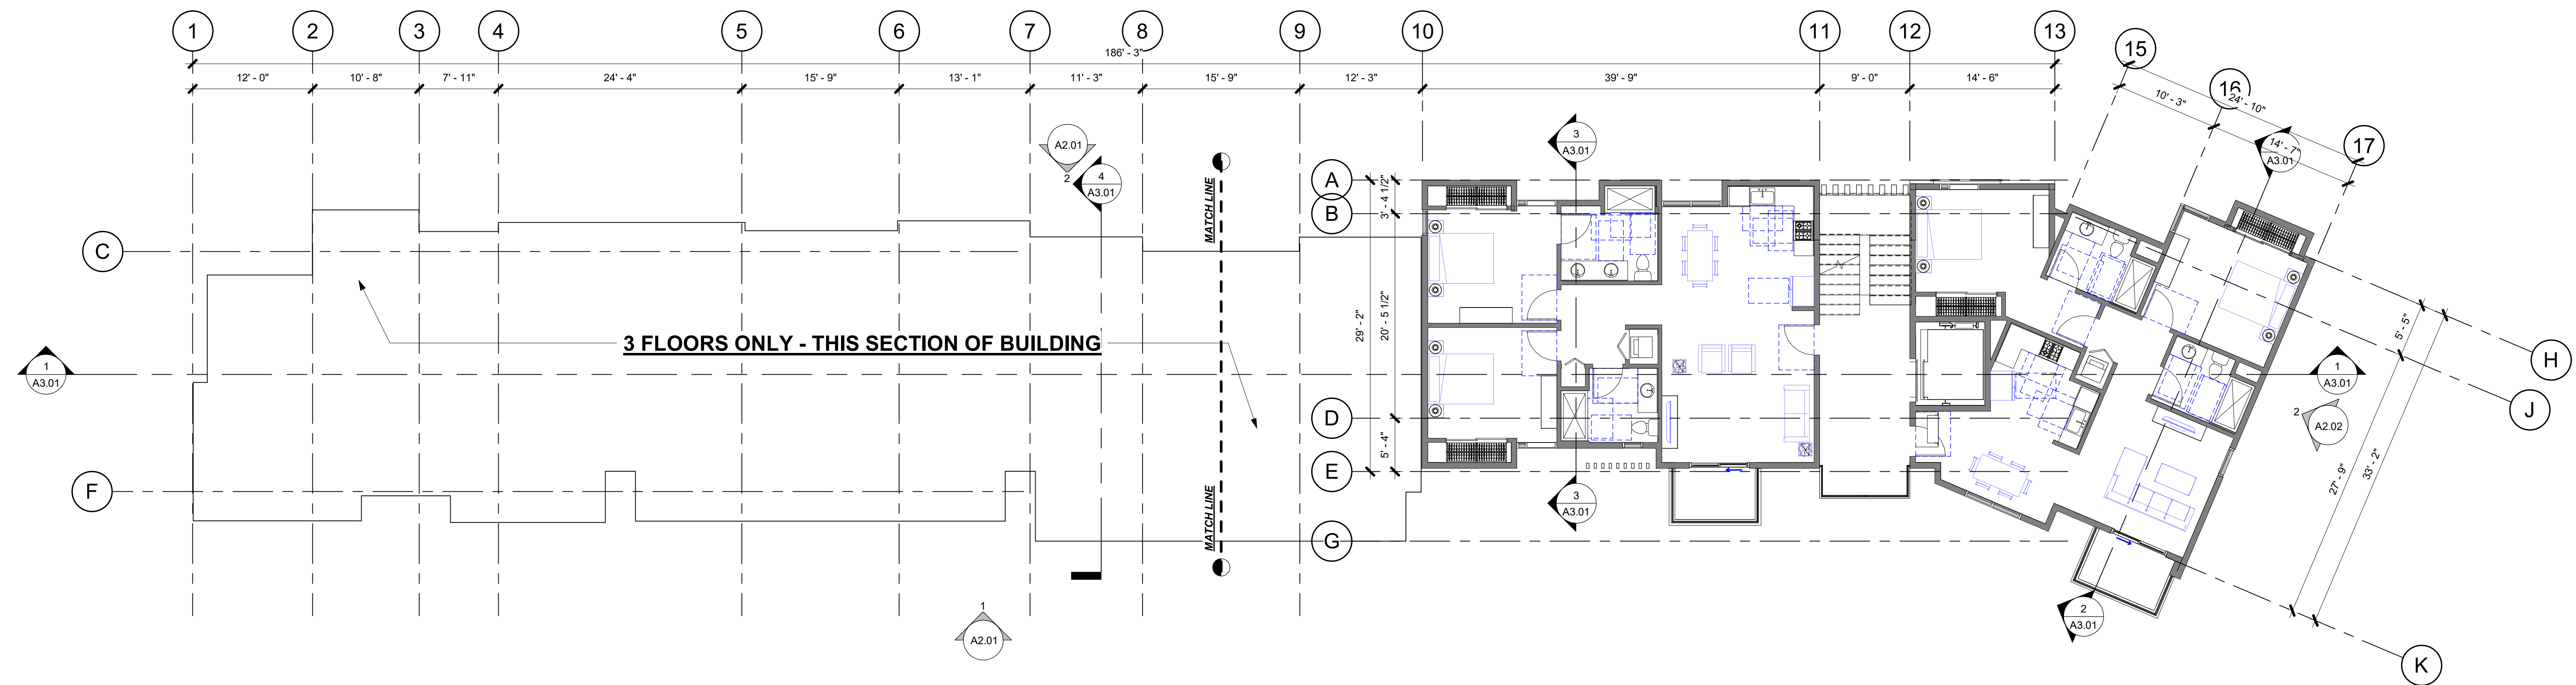 1
2
3
4
5
6
7
8
9
10
11
12
13
15
16
17
186' - 3"
12' - 0"
10' - 8"
7' - 11"
24' - 4"
15' - 9"
13' - 1"
11' - 3"
15' - 9"
12' - 3"
39' - 9"
9' - 0"
14' - 6"
10' - 3"
24' - 10"
14' - 7"
A3.01
A2.01
2
4
A3.01
MATCH LINE
3
A3.01
A
B
C
3' - 4 1/2"
29' - 2"
20' - 5 1/2"
5' - 4"
3 FLOORS ONLY - THIS SECTION OF BUILDING
1
A3.01
D
E
F
G
MATCH LINE
3
A3.01
1
A2.01
5' - 5"
H
J
1
A3.01
2
A2.02
27' - 9"
33' - 2"
2
A3.01
K